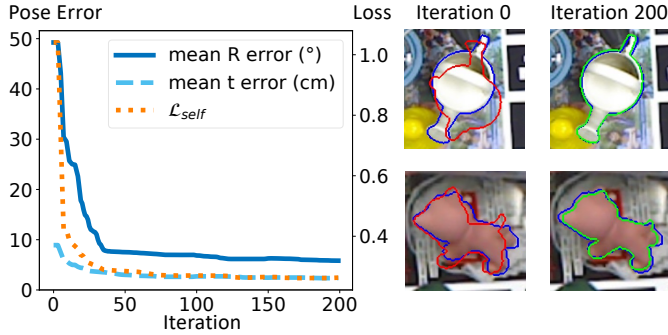 Pose Error
Loss
Iteration 0
Iteration 200
50
40
30
20
10
0
mean R error (°)
mean t error (cm)
ℒself
1.0
0.8
0.6
0.4
0
50
100
150
200
Iteration